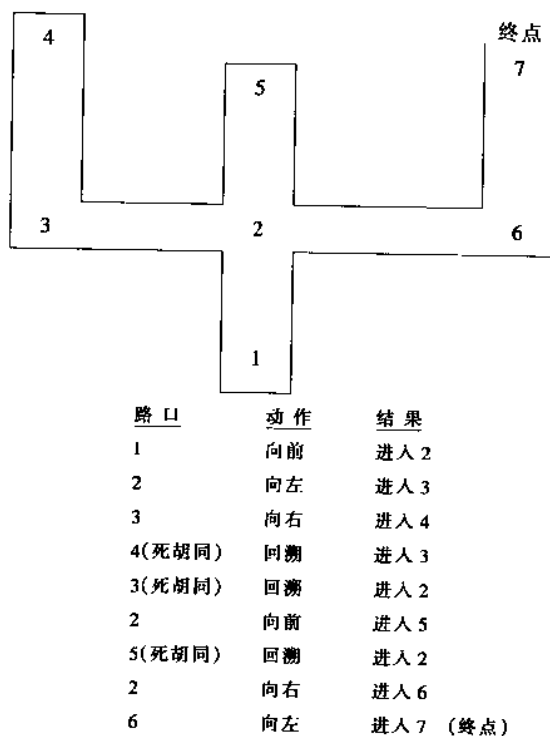 终点
4
7
5
3
2
6
1
路口 动作 结果
1 向前 进入2
2 向左 进入3
3 向右 进入4
4(死胡同) 回溯 进入3
3(死胡同) 回溯 进入2
2 向前 进入5
5(死胡同) 回溯 进入2
2 向右 进入6
6 向左 进入7 (终点)